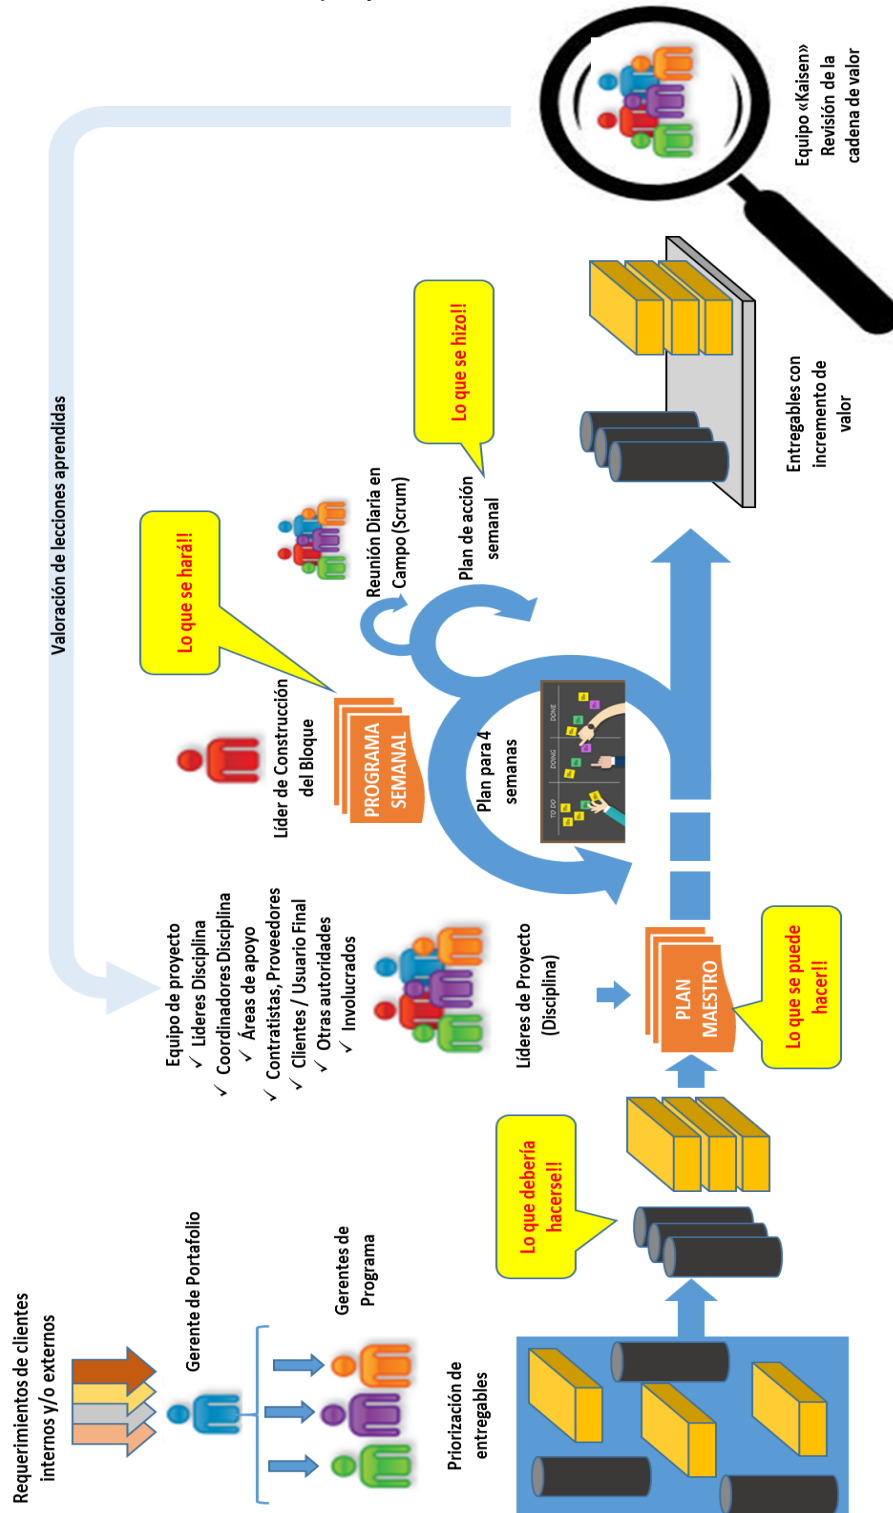 Requerimientos de clientes
internos y/o externos
Gerente de Portafolio
Gerentes de
Programa
Priorización de
entregables
Lo que debería
hacerse!!
Valoración de lecciones aprendidas
Equipo de proyecto
✓ Lideres Disciplina
✓ Coordinadores Disciplina
✓ Áreas de apoyo
✓ Contratistas, Proveedores
✓ Clientes / Usuario Final
✓ Otras autoridades
✓ Involucrados
Líderes de Proyecto
(Disciplina)
PLAN
MAESTRO
Lo que se puede
hacer!!
Líder de Construcción
del Bloque
PROGRAMA
SEMANAL
Lo que se hará!!
Plan para 4
semanas
TO DO
DOING
DONE
Reunión Diaria en
Campo (Scrum)
Plan de acción
semanal
Lo que se hizo!!
Entregables con
incremento de
valor
Equipo «Kaisen»
Revisión de la
cadena de valor